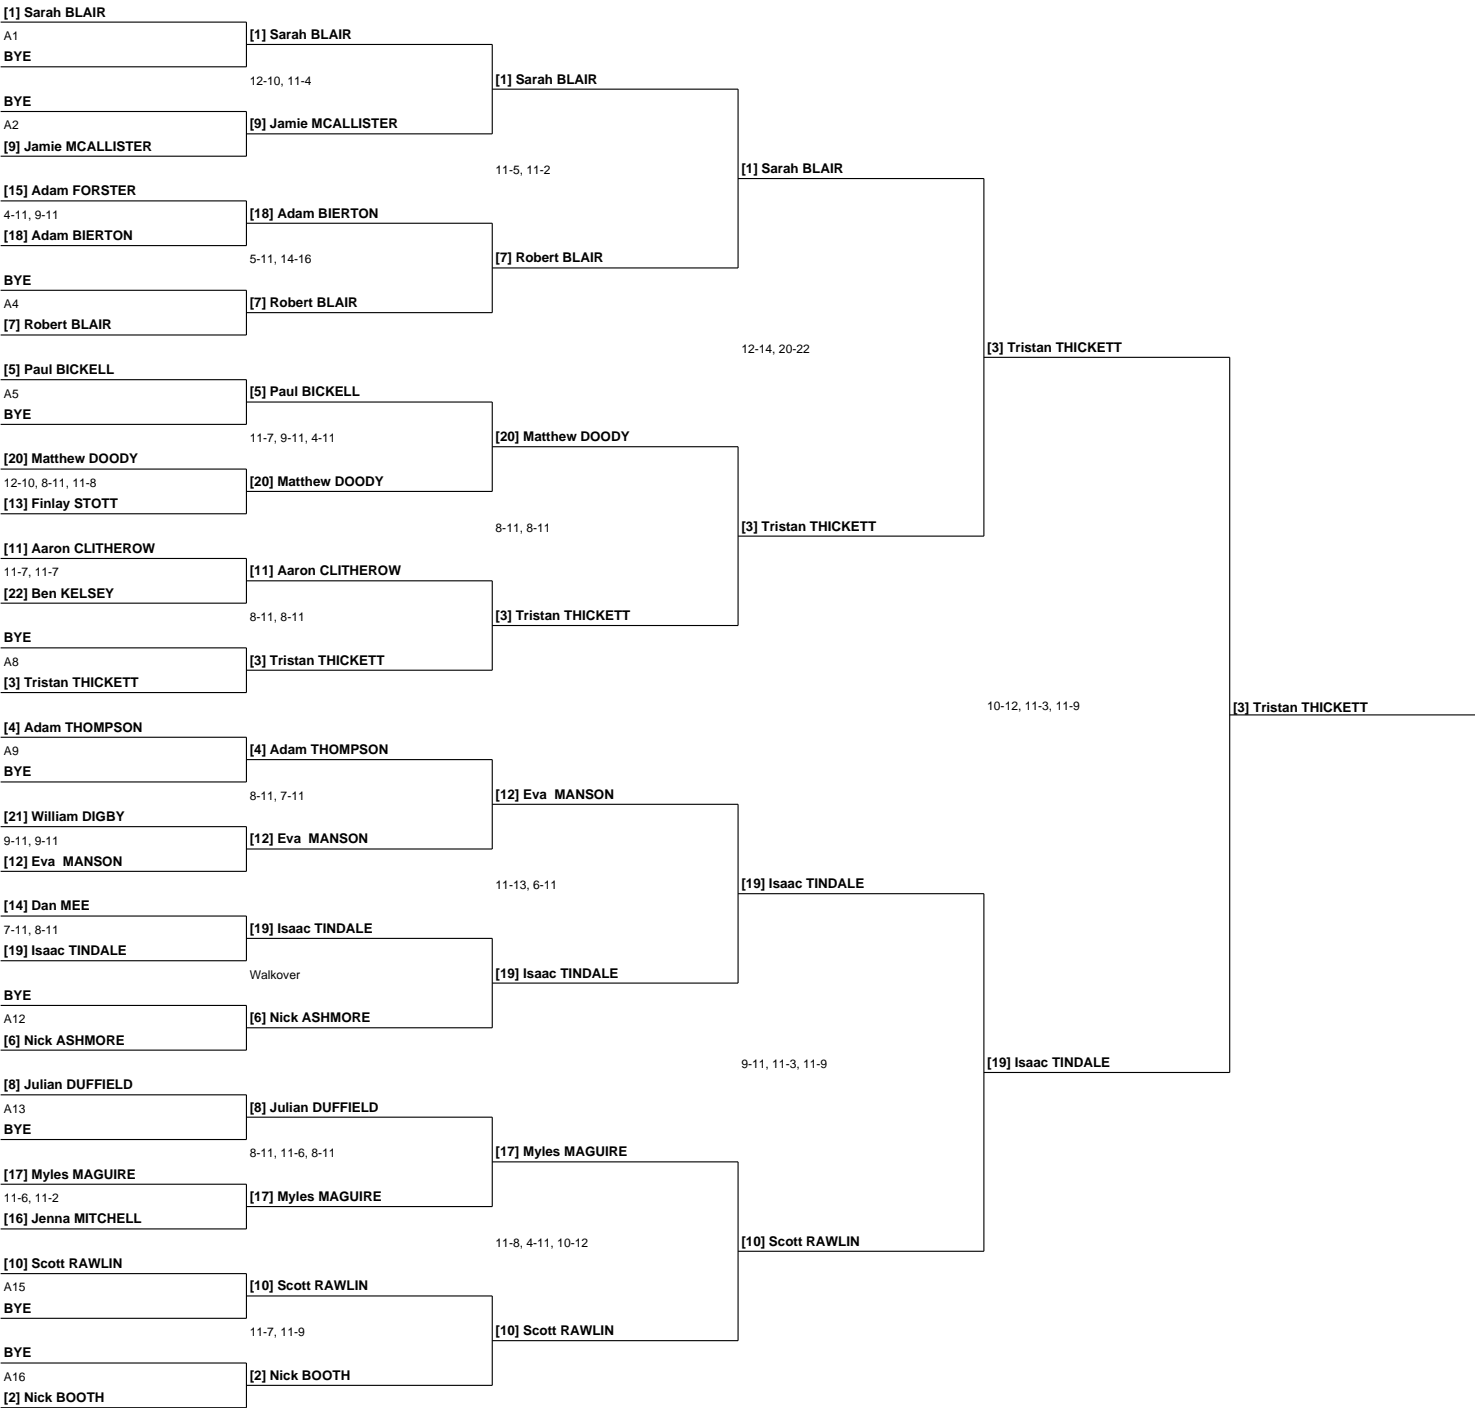 [1] Sarah BLAIR
A1
BYE
BYE
A2
[9] Jamie MCALLISTER
[15] Adam FORSTER
4-11, 9-11
[18] Adam BIERTON
BYE
A4
[7] Robert BLAIR
[5] Paul BICKELL
A5
BYE
[20] Matthew DOODY
12-10, 8-11, 11-8
[13] Finlay STOTT
[11] Aaron CLITHEROW
11-7, 11-7
[22] Ben KELSEY
BYE
A8
[3] Tristan THICKETT
[4] Adam THOMPSON
A9
BYE
[21] William DIGBY
9-11, 9-11
[12] Eva  MANSON
[14] Dan MEE
7-11, 8-11
[19] Isaac TINDALE
BYE
A12
[6] Nick ASHMORE
[8] Julian DUFFIELD
A13
BYE
[17] Myles MAGUIRE
11-6, 11-2
[16] Jenna MITCHELL
[10] Scott RAWLIN
A15
BYE
BYE
A16
[2] Nick BOOTH
[1] Sarah BLAIR
12-10, 11-4
[9] Jamie MCALLISTER
[18] Adam BIERTON
5-11, 14-16
[7] Robert BLAIR
[5] Paul BICKELL
11-7, 9-11, 4-11
[20] Matthew DOODY
[11] Aaron CLITHEROW
8-11, 8-11
[3] Tristan THICKETT
[4] Adam THOMPSON
8-11, 7-11
[12] Eva  MANSON
[19] Isaac TINDALE
Walkover
[6] Nick ASHMORE
[8] Julian DUFFIELD
8-11, 11-6, 8-11
[17] Myles MAGUIRE
[10] Scott RAWLIN
11-7, 11-9
[2] Nick BOOTH
[1] Sarah BLAIR
11-5, 11-2
[7] Robert BLAIR
[20] Matthew DOODY
8-11, 8-11
[3] Tristan THICKETT
[12] Eva  MANSON
11-13, 6-11
[19] Isaac TINDALE
[17] Myles MAGUIRE
11-8, 4-11, 10-12
[10] Scott RAWLIN
[1] Sarah BLAIR
12-14, 20-22
[3] Tristan THICKETT
[19] Isaac TINDALE
9-11, 11-3, 11-9
[10] Scott RAWLIN
[3] Tristan THICKETT
10-12, 11-3, 11-9
[19] Isaac TINDALE
[3] Tristan THICKETT